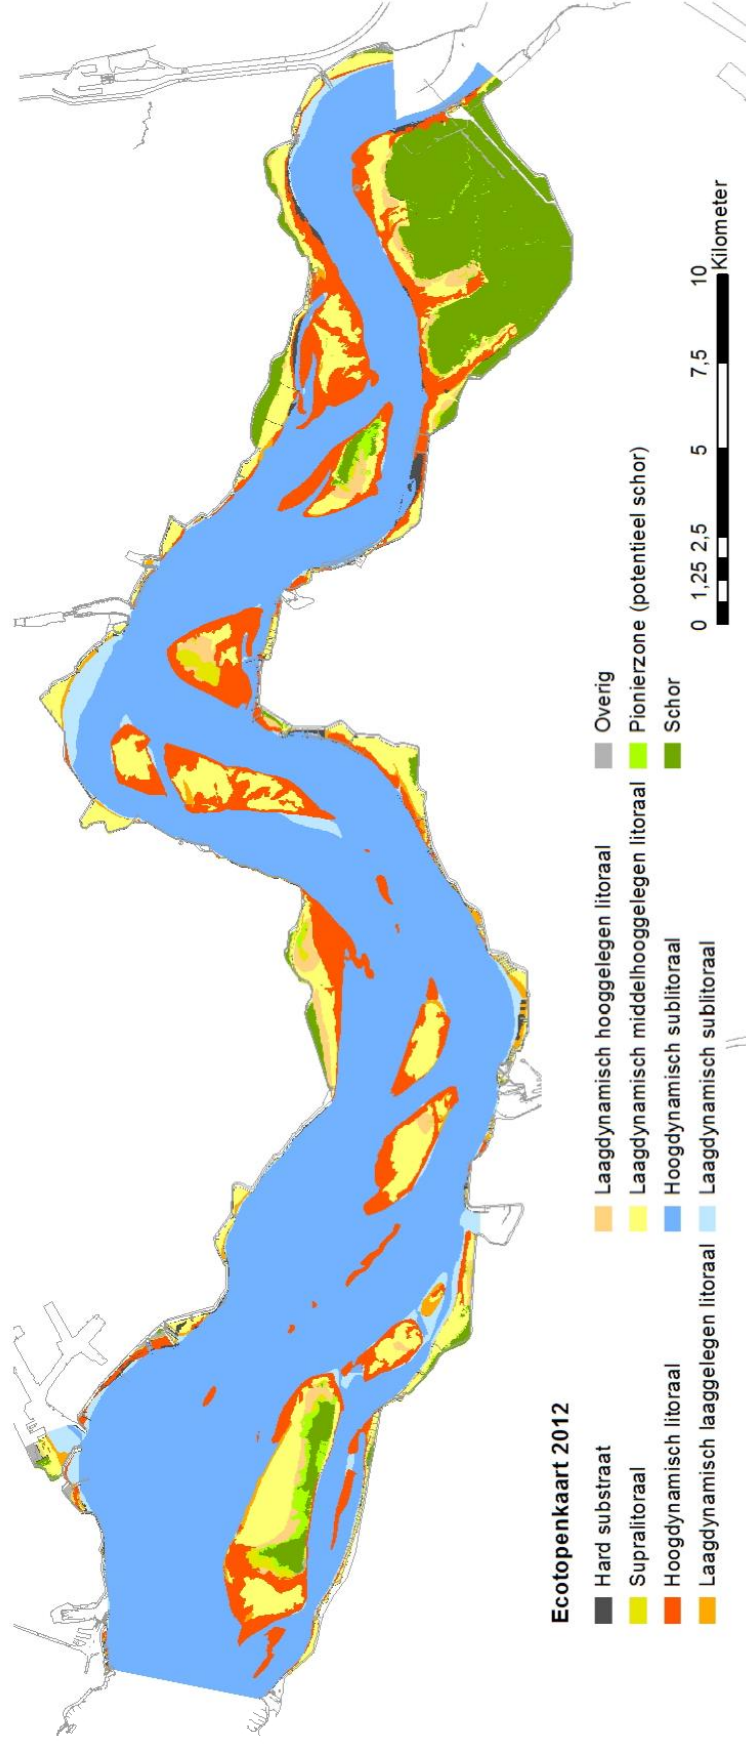 Ecotopenkaart 2012
Hard substraat
Supralitoraal
Hoogdynamisch litoraal
Laagdynamisch laaggelegen litoraal
Laagdynamisch hooggelegen litoraal
Laagdynamisch middelhooggelegen litoraal
Hoogdynamisch sublitoraal
Laagdynamisch sublitoraal
Overig
Pionierzone (potentieel schor)
Schor
0 1,25 2,5 5 7,5 10
Kilometer